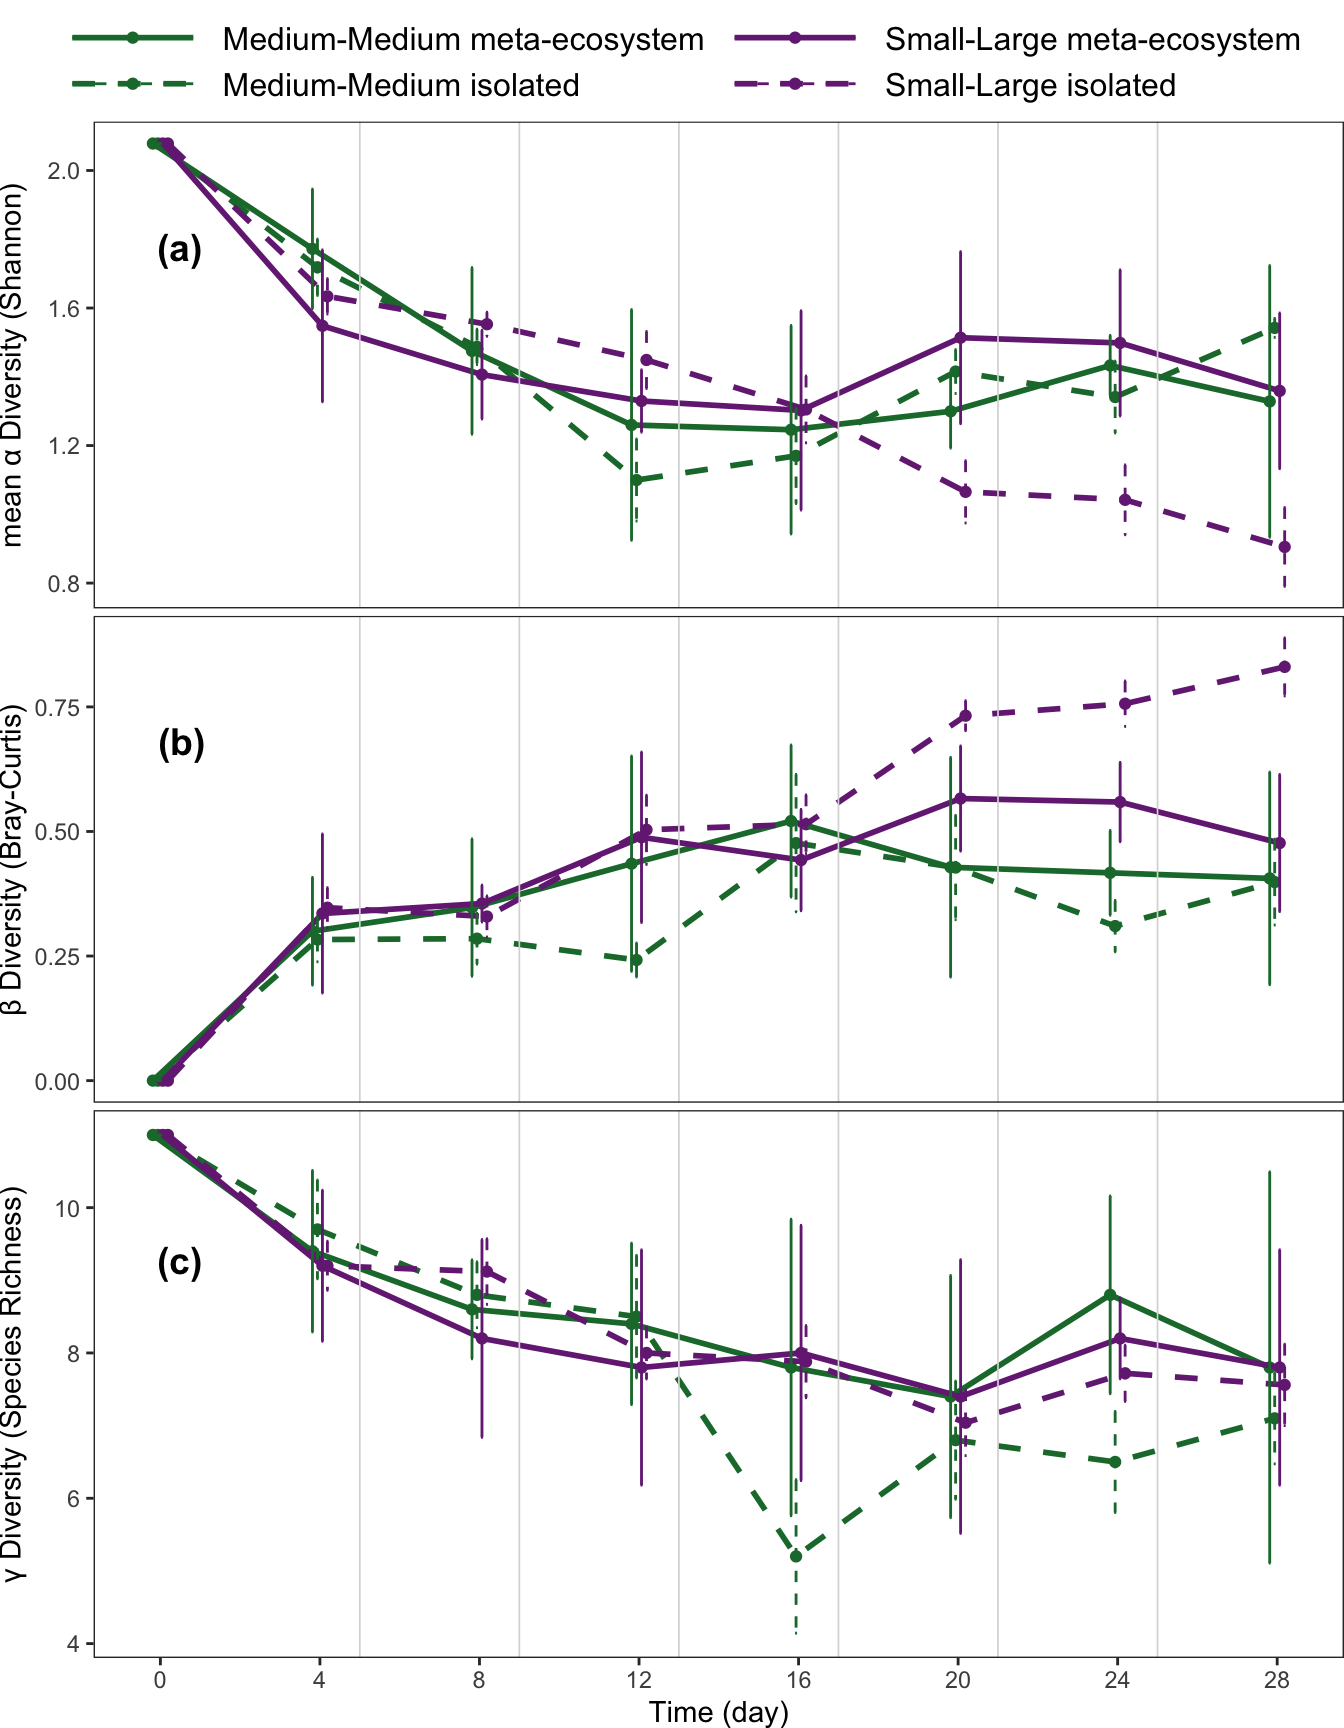 Medium-Medium meta-ecosystem
Small-Large meta-ecosystem
Medium-Medium isolated
Small-Large isolated
mean α Diversity (Shannon)
2.0
1.6
1.2
0.8
(a)
β Diversity (Bray-Curtis)
0.75
0.50
0.25
0.00
(b)
γ Diversity (Species Richness)
10
8
6
4
(c)
0 4 8 12 16 20 24 28
Time (day)